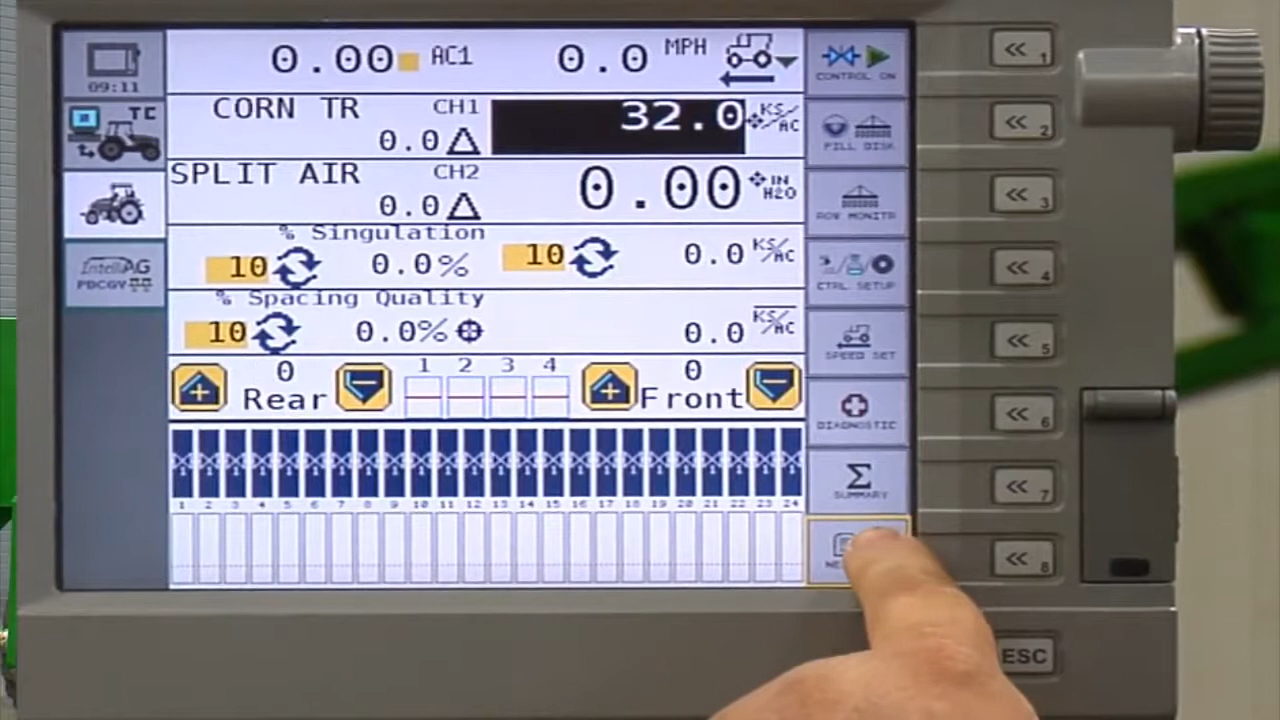 09:11
0.00 AC1 0.0 MPH
CONTROL ON
<< 1
TC
CORN TR CH1 32.0 KS/AC
0.0
FILL DISK
<< 2
SPLIT AIR CH2 0.00 IN H2O
0.0
ROW MONITR
<< 3
% Singulation
10 0.0% 10 0.0 KS/AC
IntelliAG
PDCGY
CTRL SETUP
<< 4
% Spacing Quality
10 0.0% 0.0 KS/AC
SPEED SET
<< 5
0 1 2 3 4 0
+ Rear - + Front -
DIAGNOSTIC
<< 6
1 2 3 4 5 6 7 8 9 10 11 12 13 14 15 16 17 18 19 20 21 22 23 24
SUMMARY
<< 7
<< 8
ESC